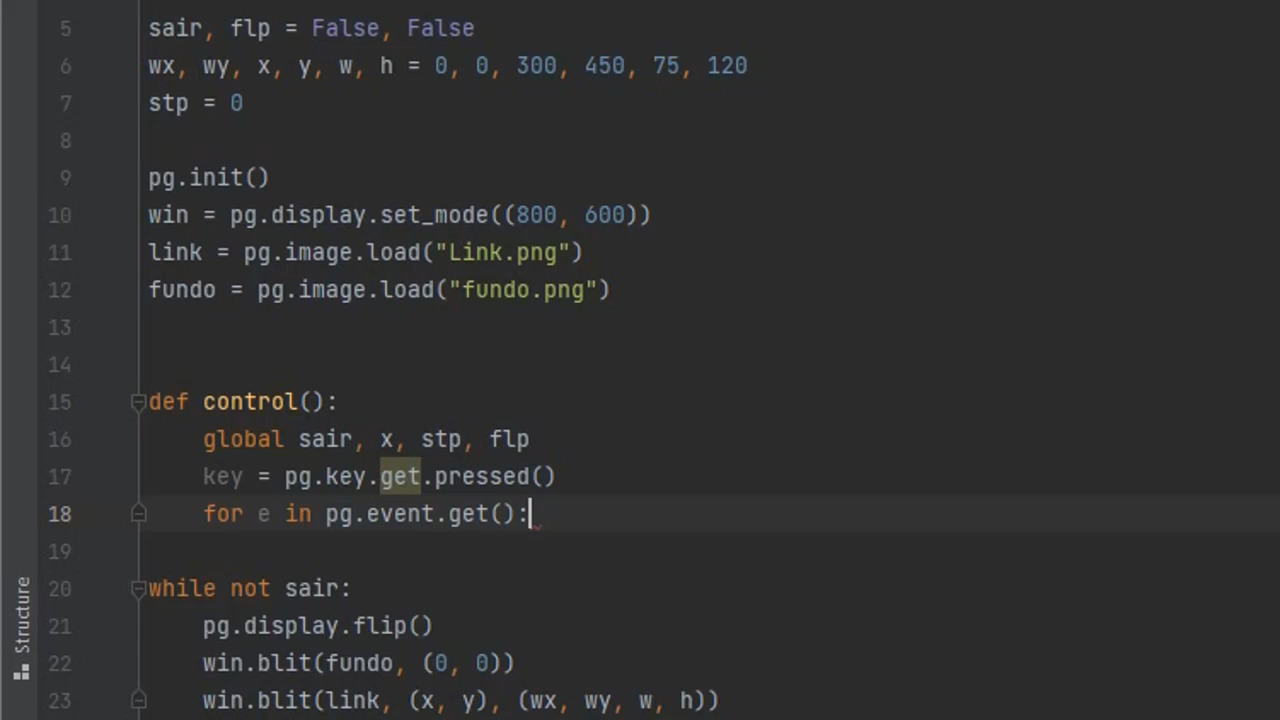 5 sair, flp = False, False
6 wx, wy, x, y, w, h = 0, 0, 300, 450, 75, 120
7 stp = 0
8
9 pg.init()
10 win = pg.display.set_mode((800, 600))
11 link = pg.image.load("Link.png")
12 fundo = pg.image.load("fundo.png")
13
14
15 def control():
16 global sair, x, stp, flp
17 key = pg.key.get.pressed()
18 for e in pg.event.get():
19
20 while not sair:
21 pg.display.flip()
22 win.blit(fundo, (0, 0))
23 win.blit(link, (x, y), (wx, wy, w, h))
Structure